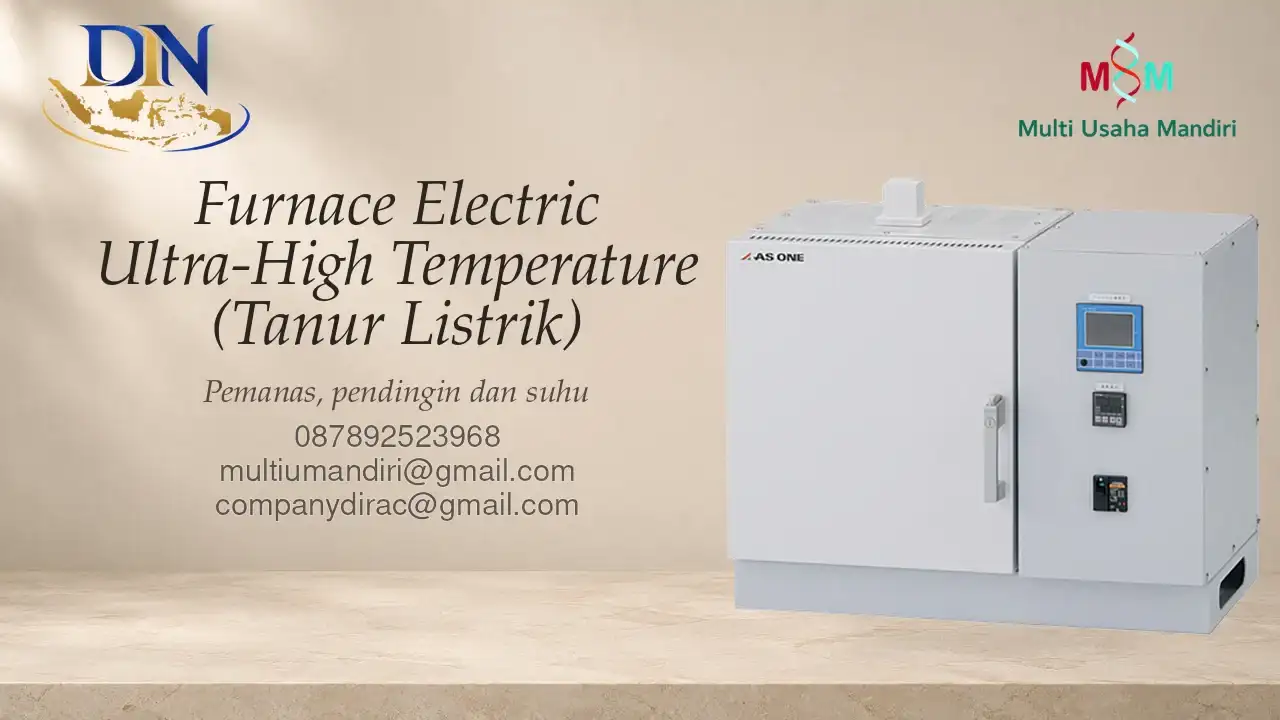 DIN
M M
Multi Usaha Mandiri
Furnace Electric
Ultra-High Temperature
(Tanur Listrik)
Pemanas, pendingin dan suhu
087892523968
multiumandiri@gmail.com
companydirac@gmail.com
AS ONE